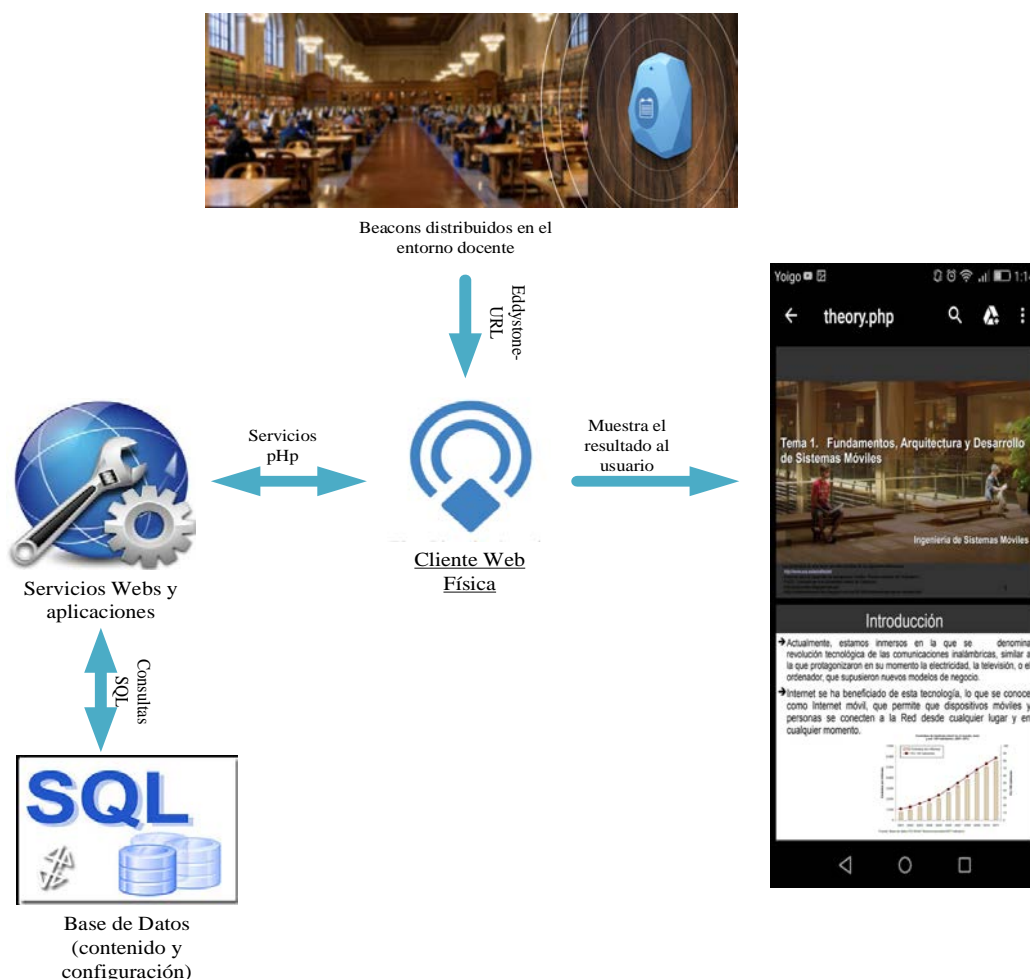 Beacons distribuidos en el
entorno docente
Eddystone-
URL
Servicios
pHp
Muestra el
resultado al
usuario
Cliente Web
Física
Servicios Webs y
aplicaciones
Consultas
SQL
SQL
Base de Datos
(contenido y
configuración)
Yoigo
1:14
theory.php
Tema 1. Fundamentos, Arquitectura y Desarrollo
de Sistemas Móviles
Ingeniería de Sistemas Móviles
Introducción
Actualmente, estamos inmersos en la que se denomina
revolución tecnológica de las comunicaciones inalámbricas, similar a
la que protagonizaron en su momento la electricidad, la televisión, o el
ordenador, que supusieron nuevos modelos de negocio.
Internet se ha beneficiado de esta tecnología, lo que se conoce
como Internet móvil, que permite que dispositivos móviles y
personas se conecten a la Red desde cualquier lugar y en
cualquier momento.